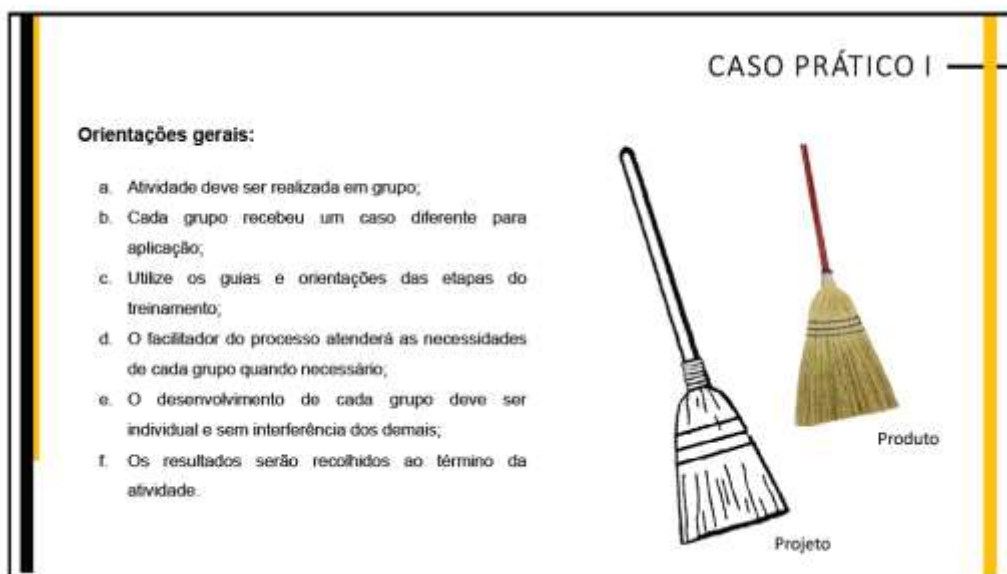 CASO PRÁTICO I
Orientações gerais:
a. Atividade deve ser realizada em grupo;
b. Cada grupo recebeu um caso diferente para
aplicação;
c. Utilize os guias e orientações das etapas do
treinamento;
d. O facilitador do processo atenderá as necessidades
de cada grupo quando necessário;
e. O desenvolvimento de cada grupo deve ser
individual e sem interferência dos demais;
f. Os resultados serão recolhidos ao término da
atividade.
Produto
Projeto